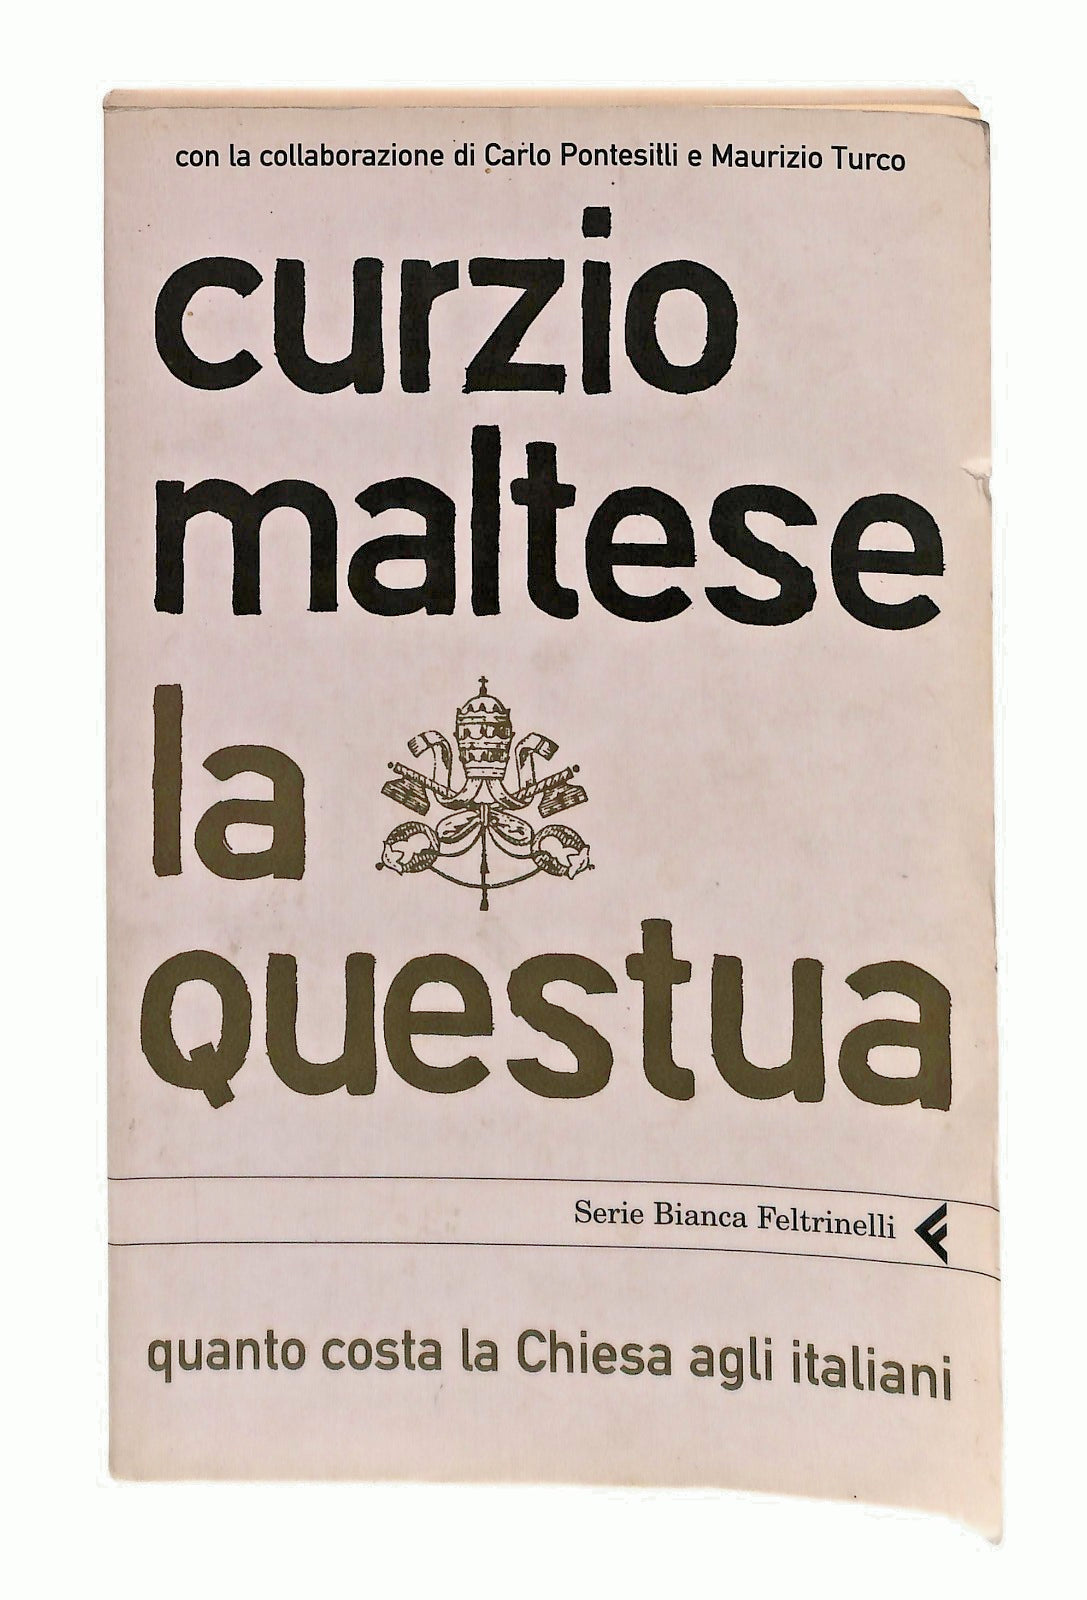 con la collaborazione di Carlo Pontesilli e Maurizio Turco
curzio
maltese
la
questua
Serie Bianca Feltrinelli
quanto costa la Chiesa agli italiani